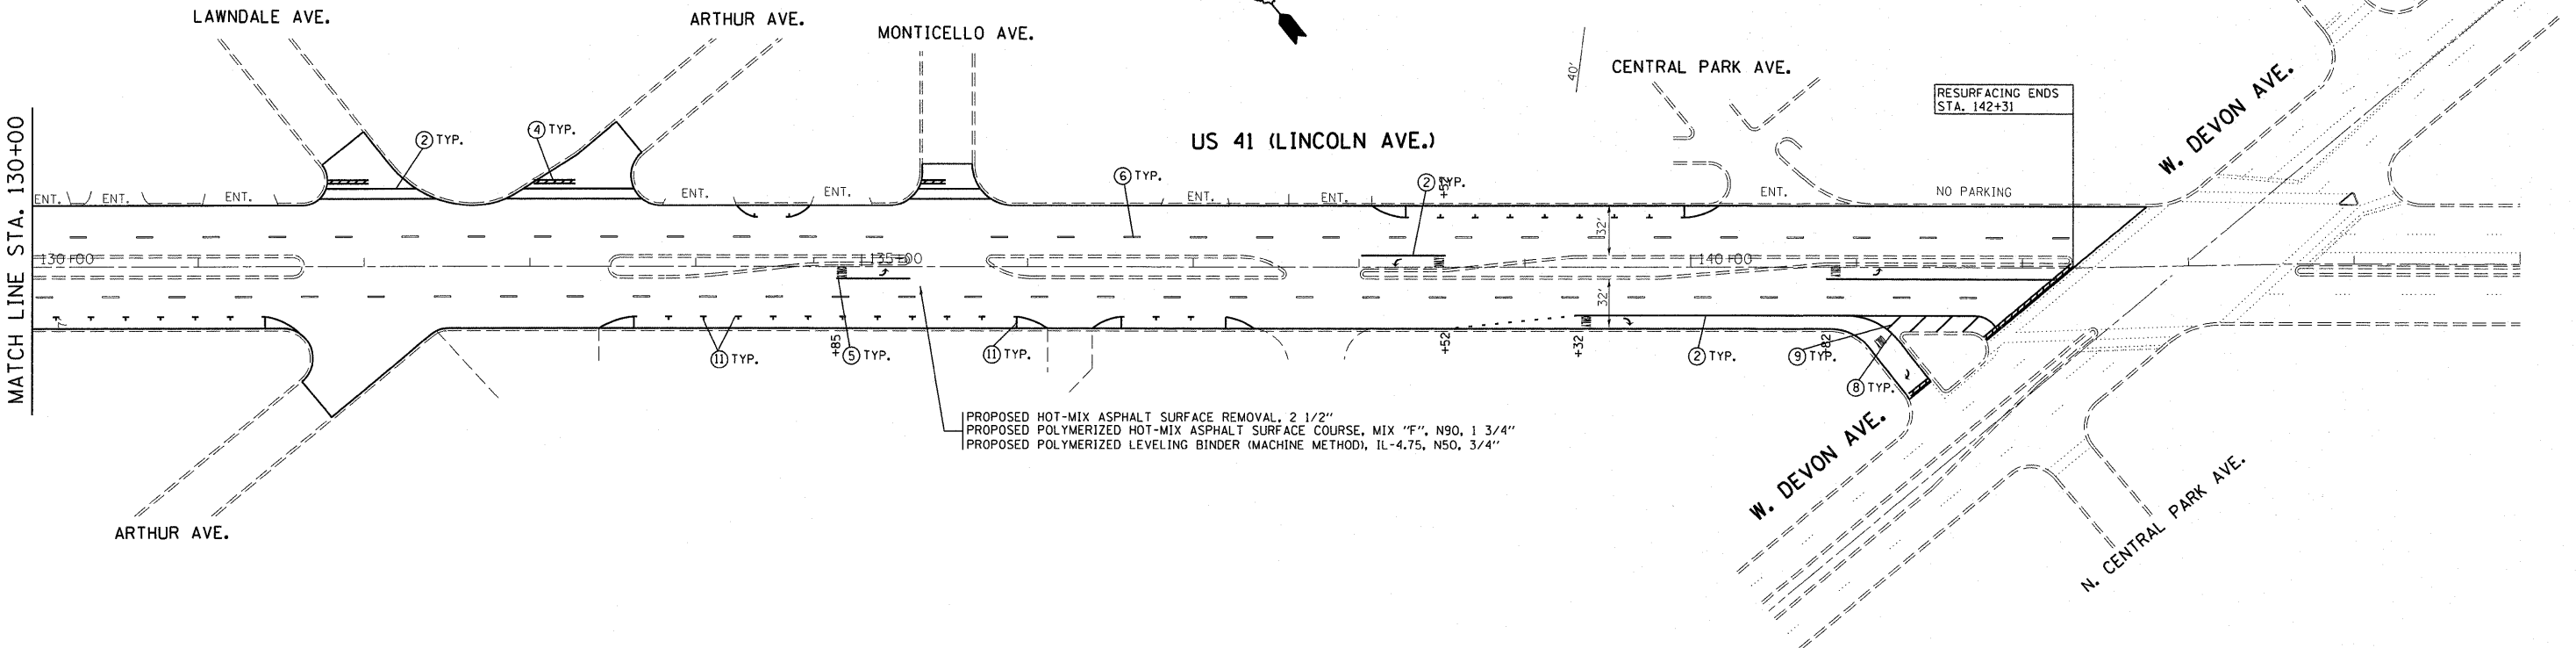 LAWNDALE AVE.
ARTHUR AVE.
MONTICELLO AVE.
CENTRAL PARK AVE.
40'
RESURFACING ENDS
STA. 142+31
W. DEVON AVE.
MATCH LINE STA. 130+00
US 41 (LINCOLN AVE.)
2 TYP.
4 TYP.
6 TYP.
2 TYP.
ENT.
ENT.
ENT.
ENT.
ENT.
ENT.
ENT.
ENT.
NO PARKING
32'
130+00
135+00
140+00
32'
7'
+85
5 TYP.
11 TYP.
11 TYP.
+52
+32
2 TYP.
9 TYP.
+82
8 TYP.
PROPOSED HOT-MIX ASPHALT SURFACE REMOVAL, 2 1/2"
PROPOSED POLYMERIZED HOT-MIX ASPHALT SURFACE COURSE, MIX "F", N90, 1 3/4"
PROPOSED POLYMERIZED LEVELING BINDER (MACHINE METHOD), IL-4.75, N50, 3/4"
W. DEVON AVE.
N. CENTRAL PARK AVE.
ARTHUR AVE.